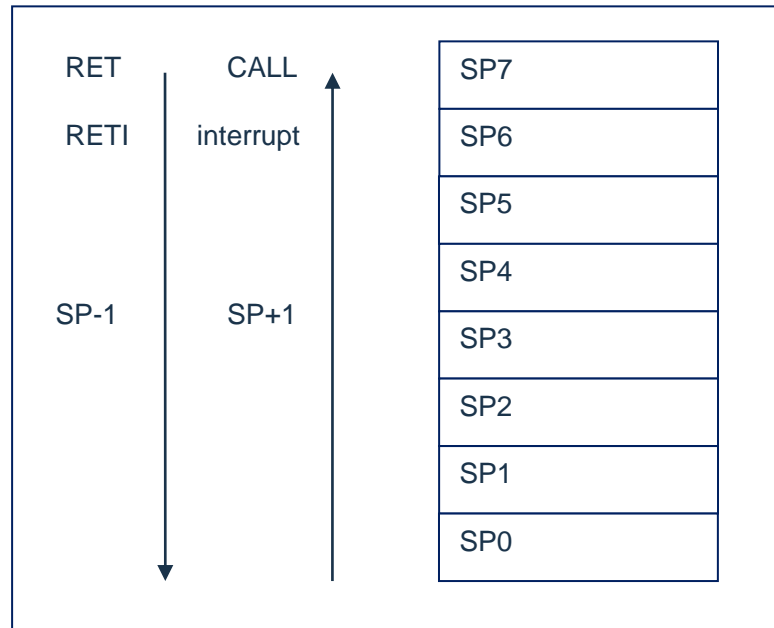 RET CALL SP7
RETI interrupt SP6
SP5
SP4
SP-1 SP+1 SP3
SP2
SP1
SP0